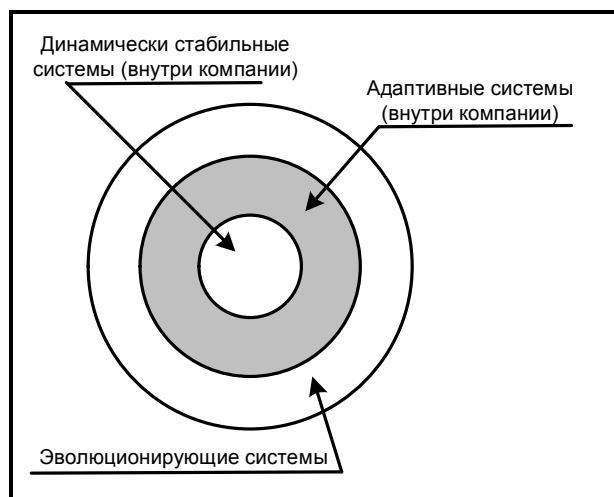 Динамически стабильные
системы (внутри компании)
Адаптивные системы
(внутри компании)
Эволюционирующие системы